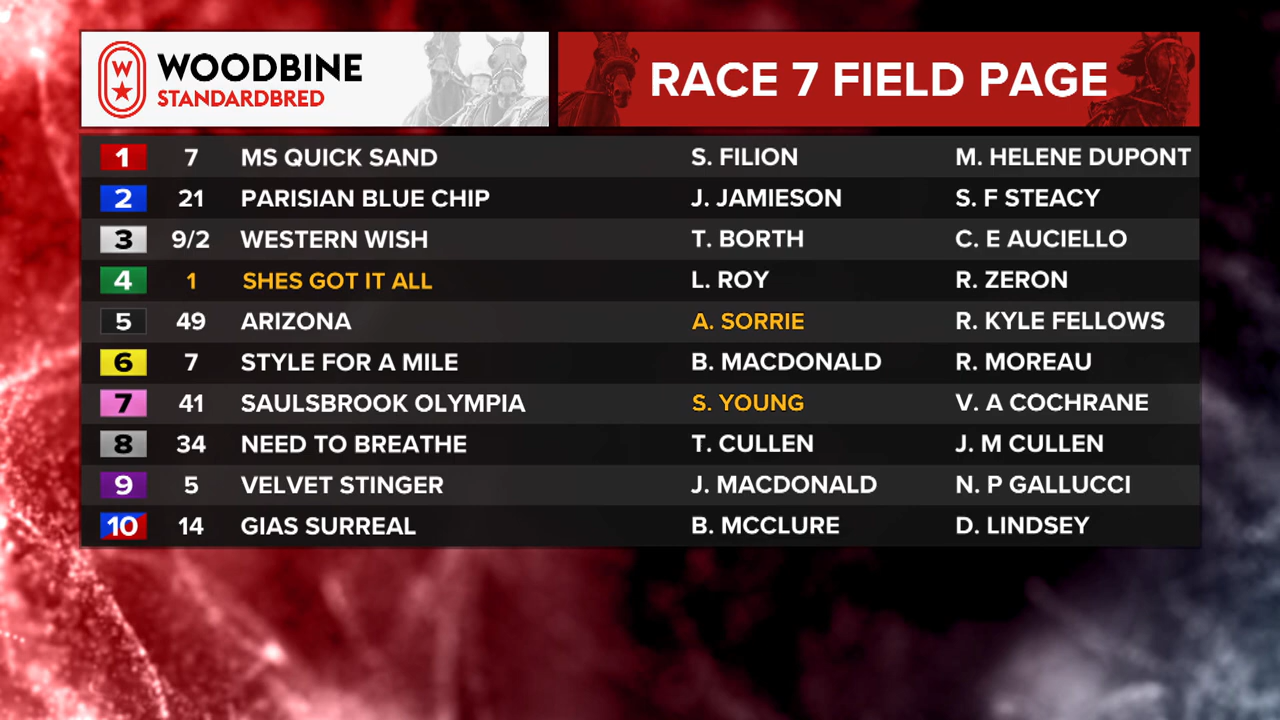 W
WOODBINE
STANDARDBRED
RACE 7 FIELD PAGE
1 7 MS QUICK SAND S. FILION M. HELENE DUPONT
2 21 PARISIAN BLUE CHIP J. JAMIESON S. F STEACY
3 9/2 WESTERN WISH T. BORTH C. E AUCIELLO
4 1 SHES GOT IT ALL L. ROY R. ZERON
5 49 ARIZONA A. SORRIE R. KYLE FELLOWS
6 7 STYLE FOR A MILE B. MACDONALD R. MOREAU
7 41 SAULSBROOK OLYMPIA S. YOUNG V. A COCHRANE
8 34 NEED TO BREATHE T. CULLEN J. M CULLEN
9 5 VELVET STINGER J. MACDONALD N. P GALLUCCI
10 14 GIAS SURREAL B. MCCLURE D. LINDSEY